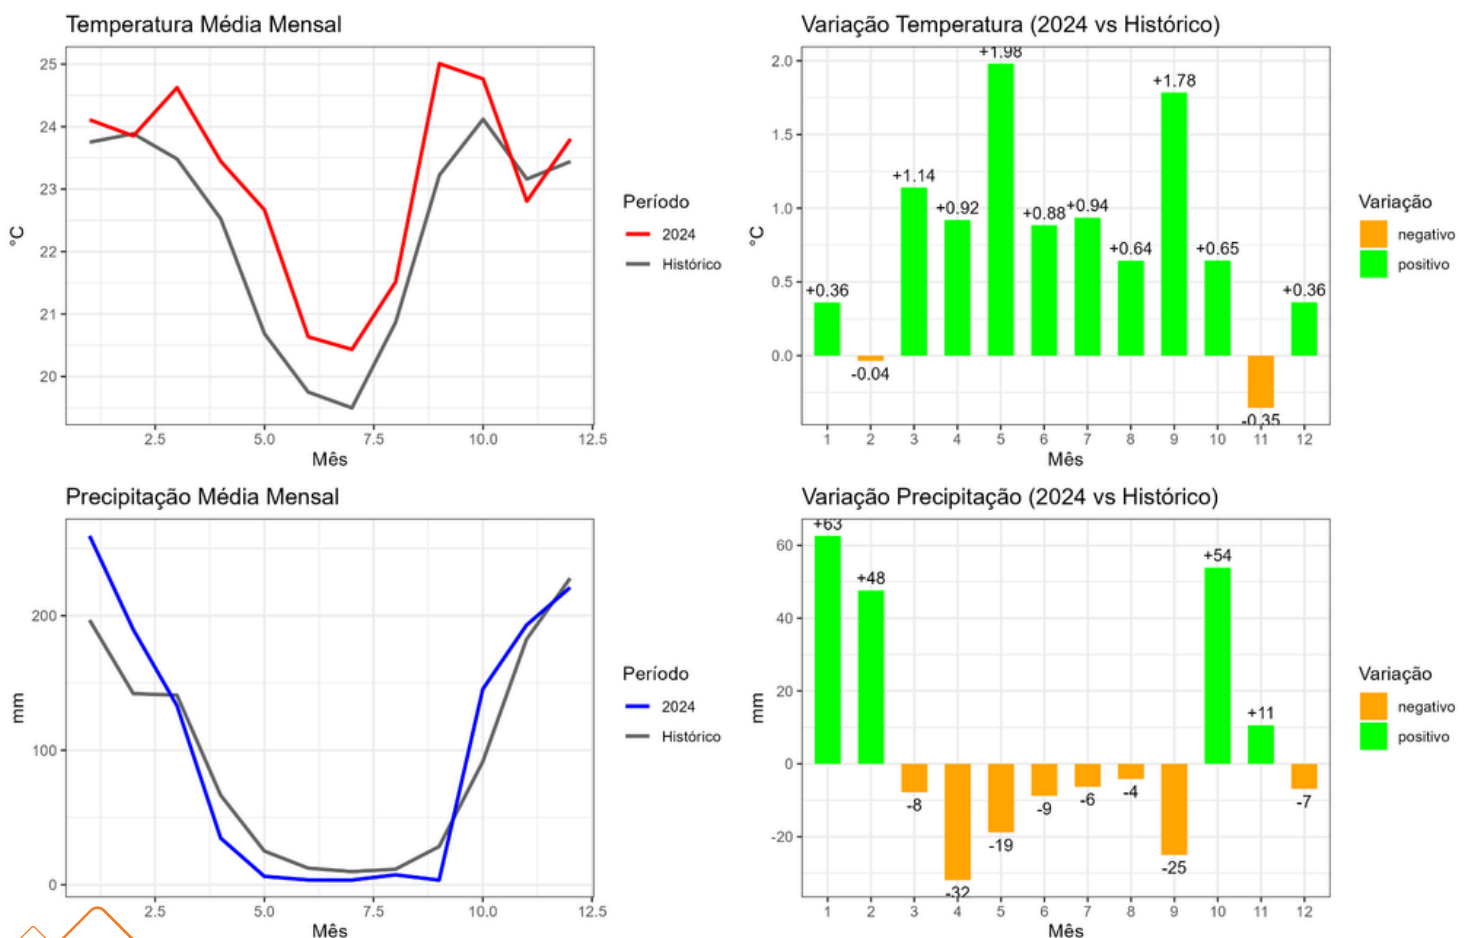 Temperatura Média Mensal
25
24
23
22
21
20
°C
2.5 5.0 7.5 10.0 12.5
Mês
Período
2024
Histórico
Variação Temperatura (2024 vs Histórico)
2.0
1.5
1.0
0.5
0.0
°C
+0.36
-0.04
+1.14
+0.92
+1.98
+0.88
+0.94
+0.64
+1.78
+0.65
-0.35
+0.36
1 2 3 4 5 6 7 8 9 10 11 12
Mês
Variação
negativo
positivo
Precipitação Média Mensal
200
100
0
mm
2.5 5.0 7.5 10.0 12.5
Mês
Período
2024
Histórico
Variação Precipitação (2024 vs Histórico)
60
40
20
0
-20
mm
+63
+48
-8
-32
-19
-9
-6
-4
-25
+54
+11
-7
1 2 3 4 5 6 7 8 9 10 11 12
Mês
Variação
negativo
positivo